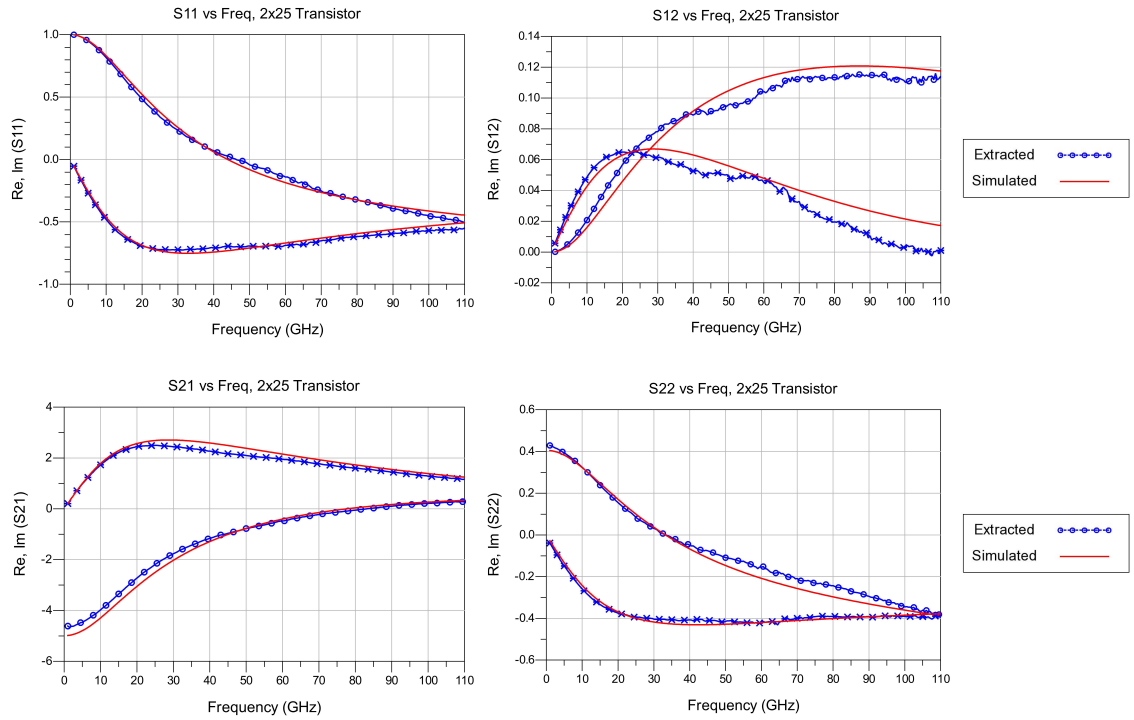 S11 vs Freq, 2x25 Transistor
1.0
0.5
0.0
-0.5
-1.0
Re, Im (S11)
0 10 20 30 40 50 60 70 80 90 100 110
Frequency (GHz)
S12 vs Freq, 2x25 Transistor
0.14
0.12
0.10
0.08
0.06
0.04
0.02
0.00
-0.02
Re, Im (S12)
0 10 20 30 40 50 60 70 80 90 100 110
Frequency (GHz)
Extracted
Simulated
S21 vs Freq, 2x25 Transistor
4
2
0
-2
-4
-6
Re, Im (S21)
0 10 20 30 40 50 60 70 80 90 100 110
Frequency (GHz)
S22 vs Freq, 2x25 Transistor
0.6
0.4
0.2
0.0
-0.2
-0.4
-0.6
Re, Im (S22)
0 10 20 30 40 50 60 70 80 90 100 110
Frequency (GHz)
Extracted
Simulated